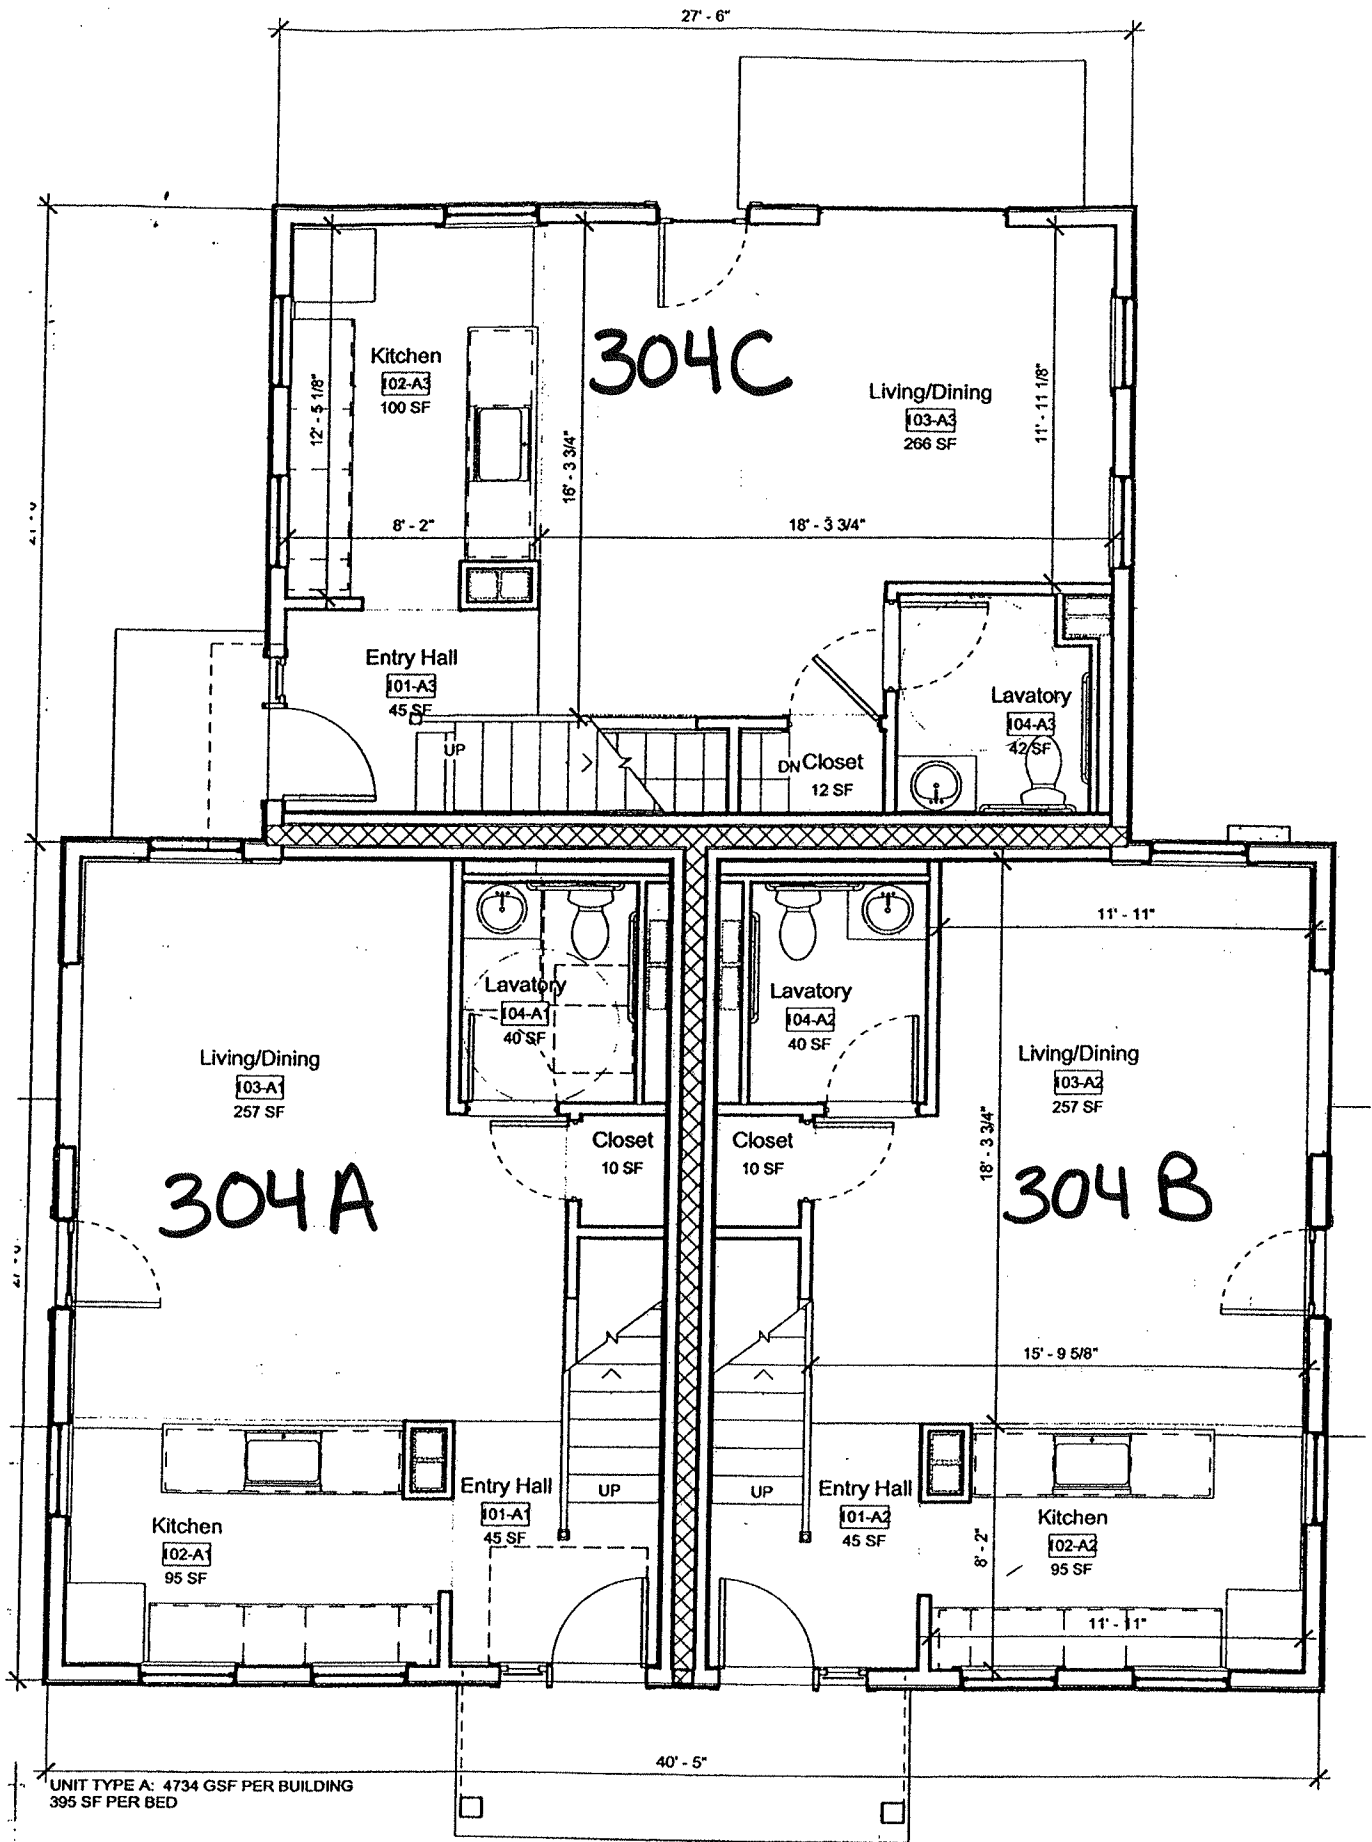 27' - 6"
Kitchen
102-A3
100 SF
12' - 5 1/8"
304C
Living/Dining
103-A3
266 SF
11' - 11 1/8"
16' - 3 3/4"
8' - 2"
18' - 3 3/4"
Entry Hall
101-A3
45 SF
UP
DN
Closet
12 SF
Lavatory
104-A3
42 SF
11' - 11"
Lavatory
104-A1
40 SF
Lavatory
104-A2
40 SF
Living/Dining
103-A1
257 SF
Living/Dining
103-A2
257 SF
Closet
10 SF
Closet
10 SF
18' - 3 3/4"
304A
304B
15' - 9 5/8"
Entry Hall
101-A1
45 SF
UP
UP
Entry Hall
101-A2
45 SF
Kitchen
102-A1
95 SF
Kitchen
102-A2
95 SF
8' - 2"
11' - 11"
40' - 5"
UNIT TYPE A: 4734 GSF PER BUILDING
395 SF PER BED